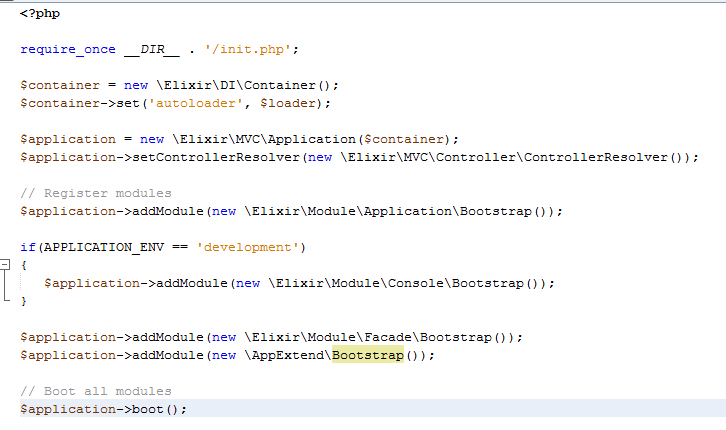 <?php
require_once __DIR__ . '/init.php';
$container = new \Elixir\DI\Container();
$container->set('autoloader', $loader);
$application = new \Elixir\MVC\Application($container);
$application->setControllerResolver(new \Elixir\MVC\Controller\ControllerResolver());
// Register modules
$application->addModule(new \Elixir\Module\Application\Bootstrap());
if(APPLICATION_ENV == 'development')
{
$application->addModule(new \Elixir\Module\Console\Bootstrap());
}
$application->addModule(new \Elixir\Module\Facade\Bootstrap());
$application->addModule(new \AppExtend\Bootstrap());
// Boot all modules
$application->boot();